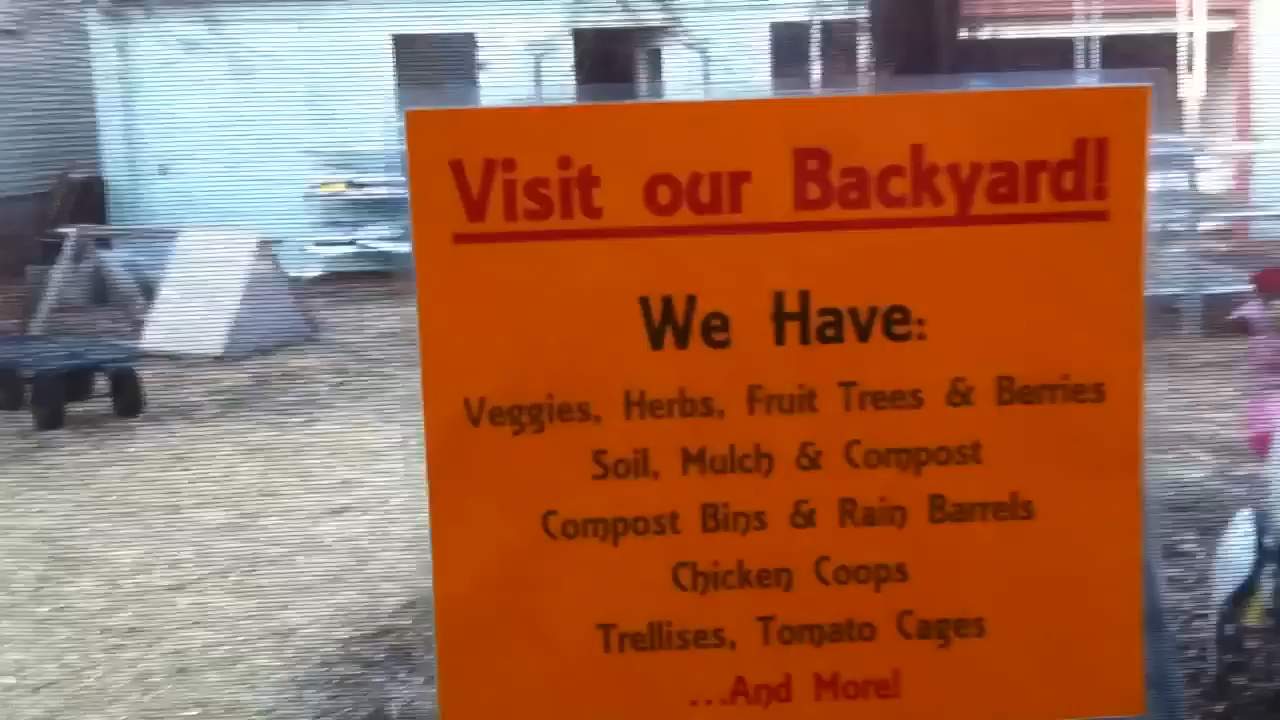 Visit our Backyard!
We Have:
Veggies, Herbs, Fruit Trees & Berries
Soil, Mulch & Compost
Compost Bins & Rain Barrels
Chicken Coops
Trellises, Tomato Cages
...And More!